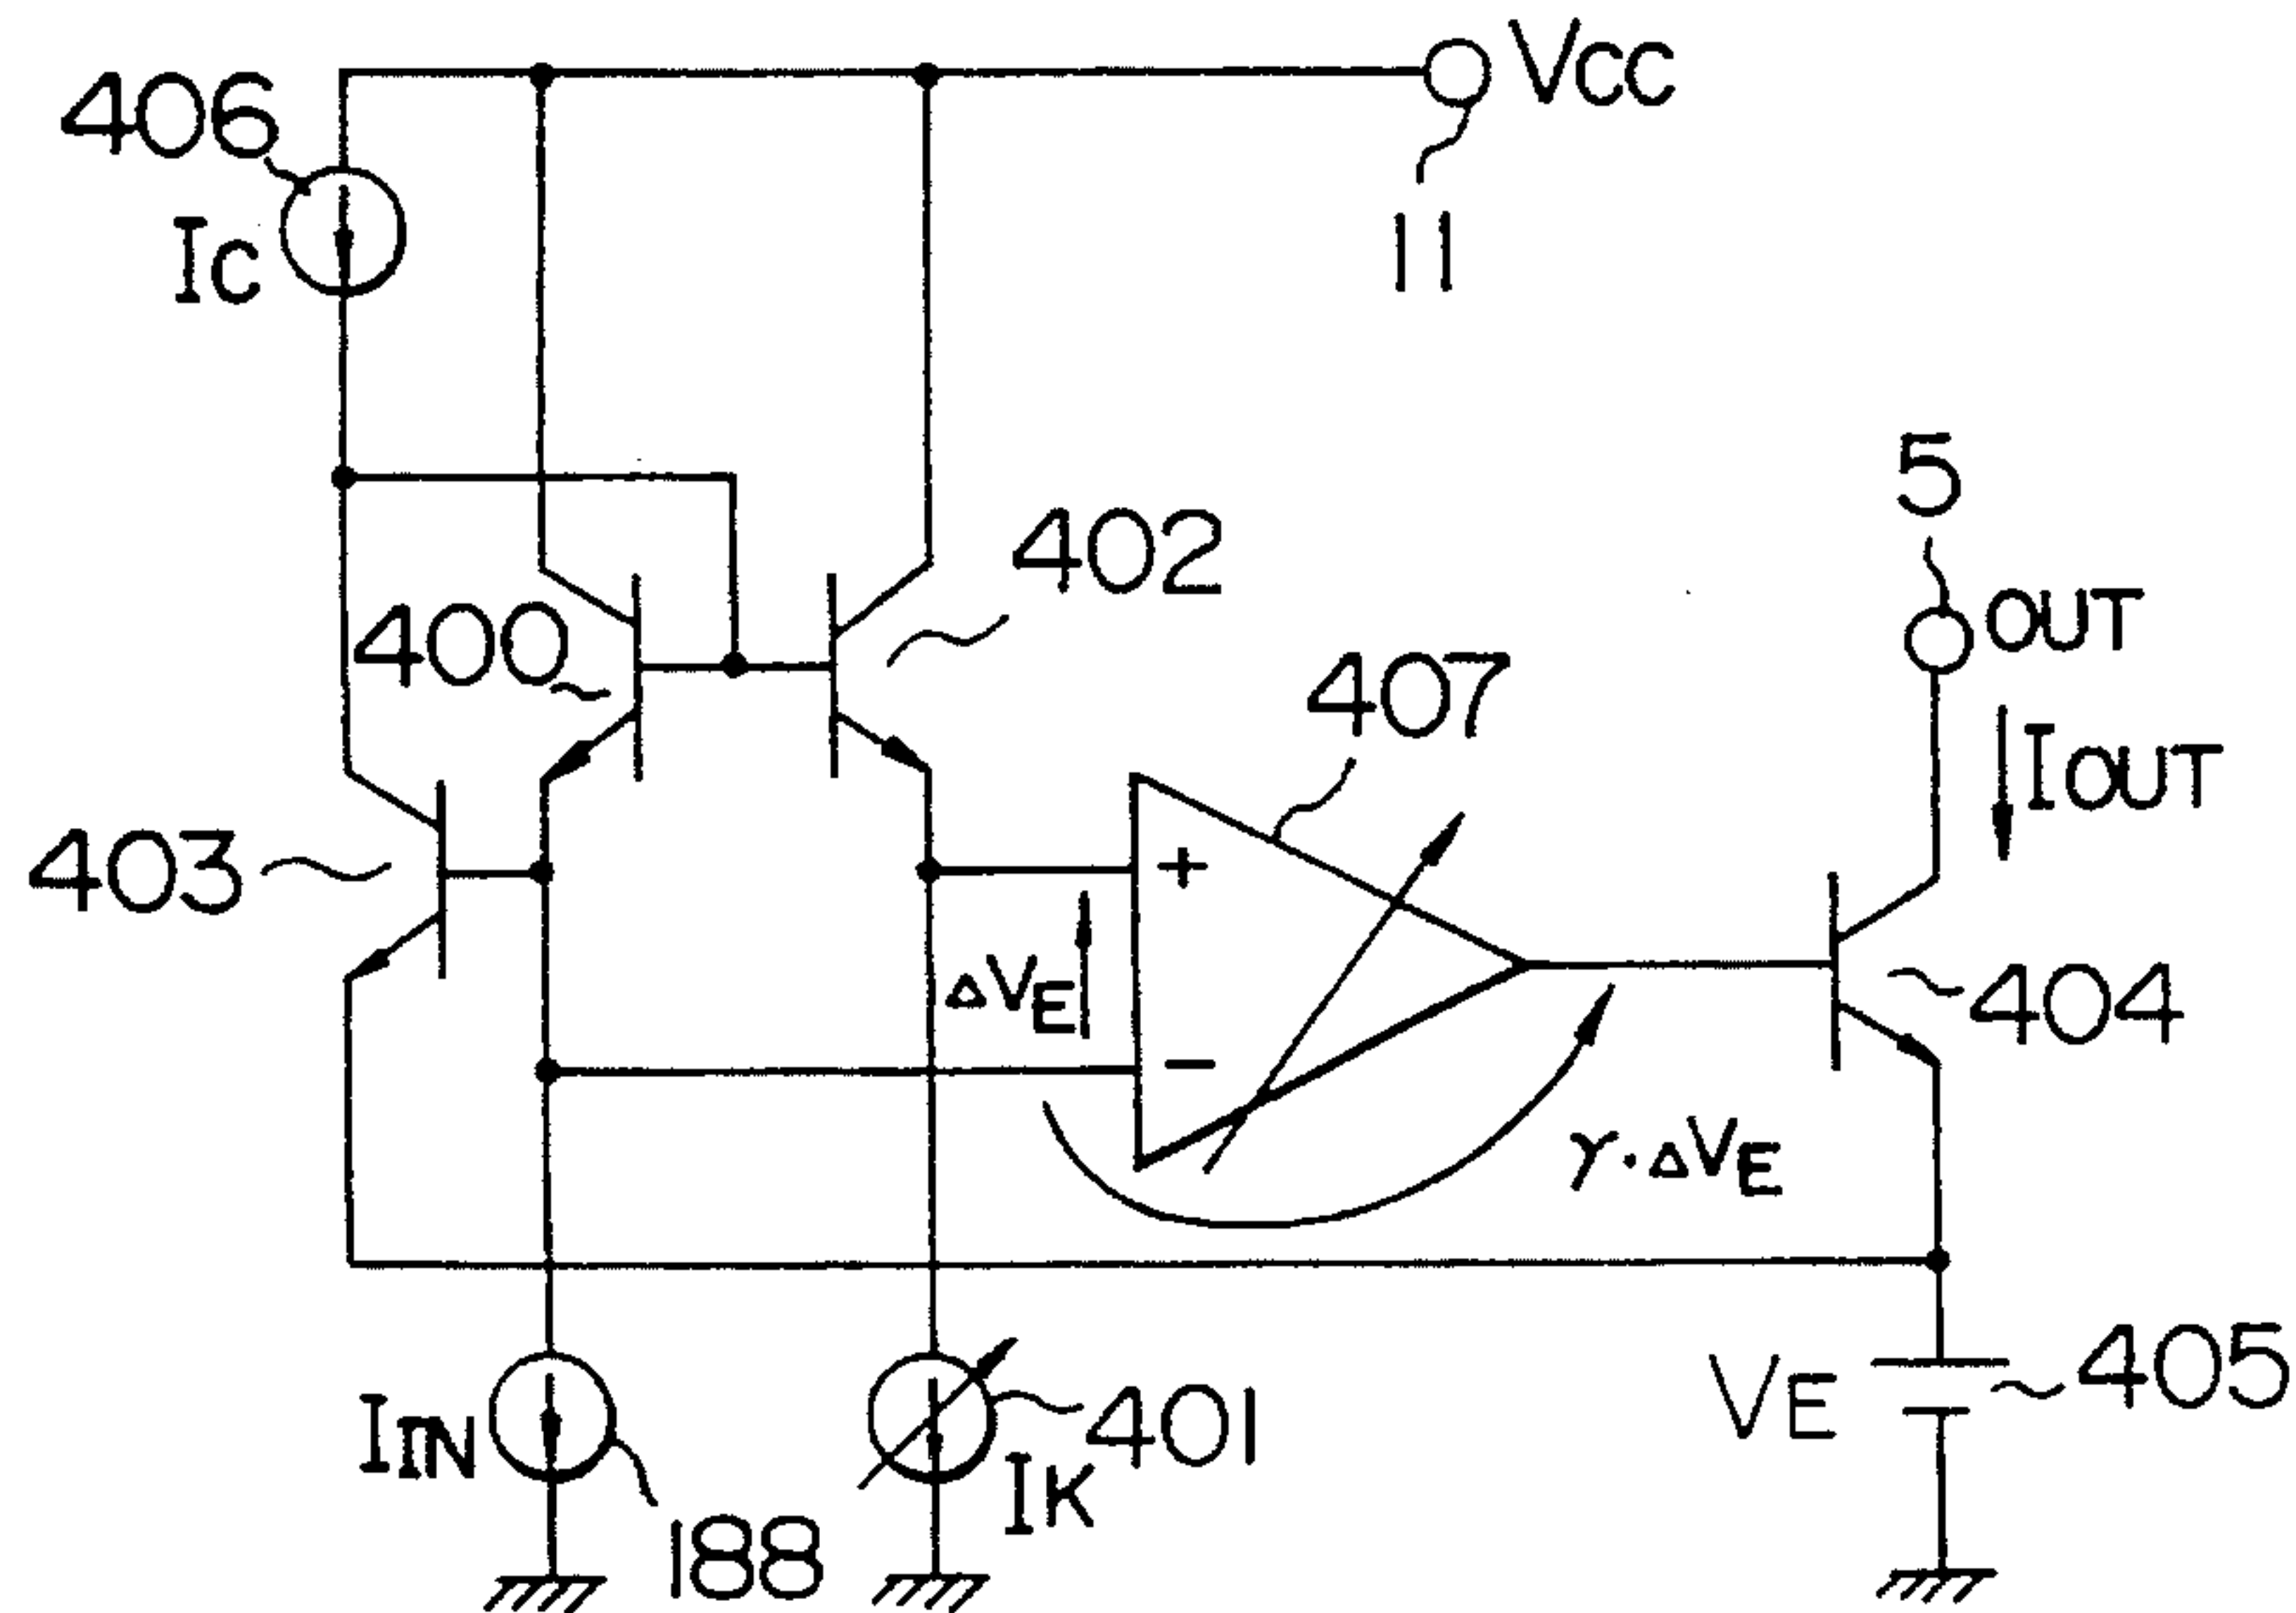 406
VCC
IC
11
5
402
OUT
400
407
IOUT
403
+
ΔVE
404
−
γ·ΔVE
405
VE
IIN
401
IK
188